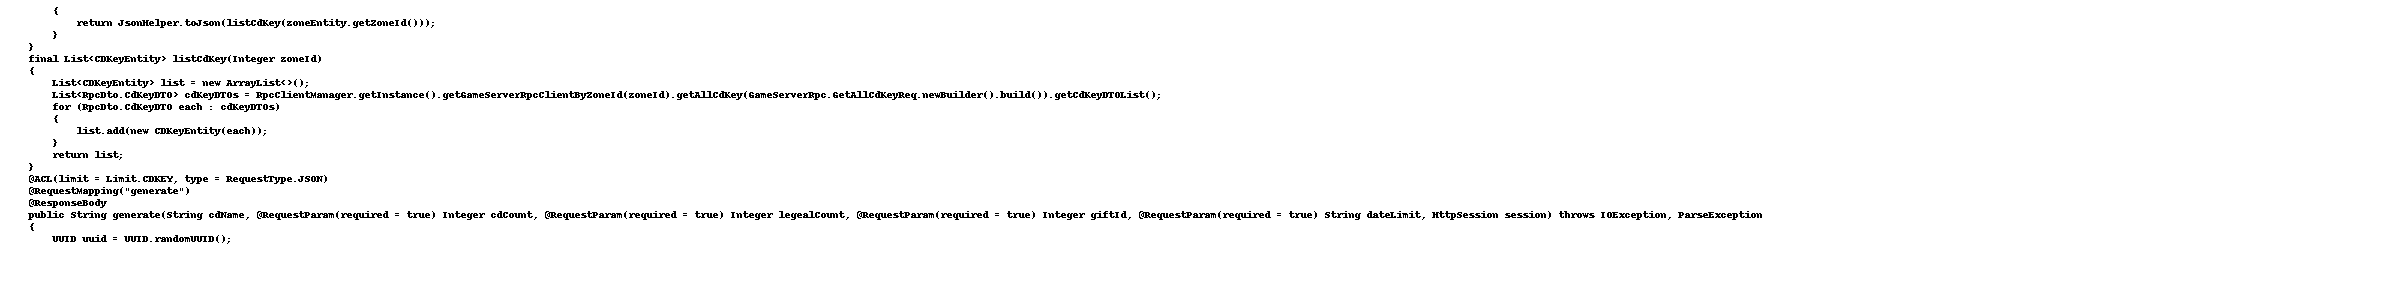 {
return JsonHelper.toJson(listCdKey(zoneEntity.getZoneId()));
}
}
final List<CDKeyEntity> listCdKey(Integer zoneId)
{
List<CDKeyEntity> list = new ArrayList<>();
List<RpcDto.CdKeyDTO> cdKeyDTOs = RpcClientManager.getInstance().getGameServerRpcClientByZoneId(zoneId).getAllCdKey(GameServerRpc.GetAllCdKeyReq.newBuilder().build()).getCdKeyDTOList();
for (RpcDto.CdKeyDTO each : cdKeyDTOs)
{
list.add(new CDKeyEntity(each));
}
return list;
}
@ACL(limit = Limit.CDKEY, type = RequestType.JSON)
@RequestMapping("generate")
@ResponseBody
public String generate(String cdName, @RequestParam(required = true) Integer cdCount, @RequestParam(required = true) Integer legealCount, @RequestParam(required = true) Integer giftId, @RequestParam(required = true) String dateLimit, HttpSession session) throws IOException, ParseException
{
UUID uuid = UUID.randomUUID();